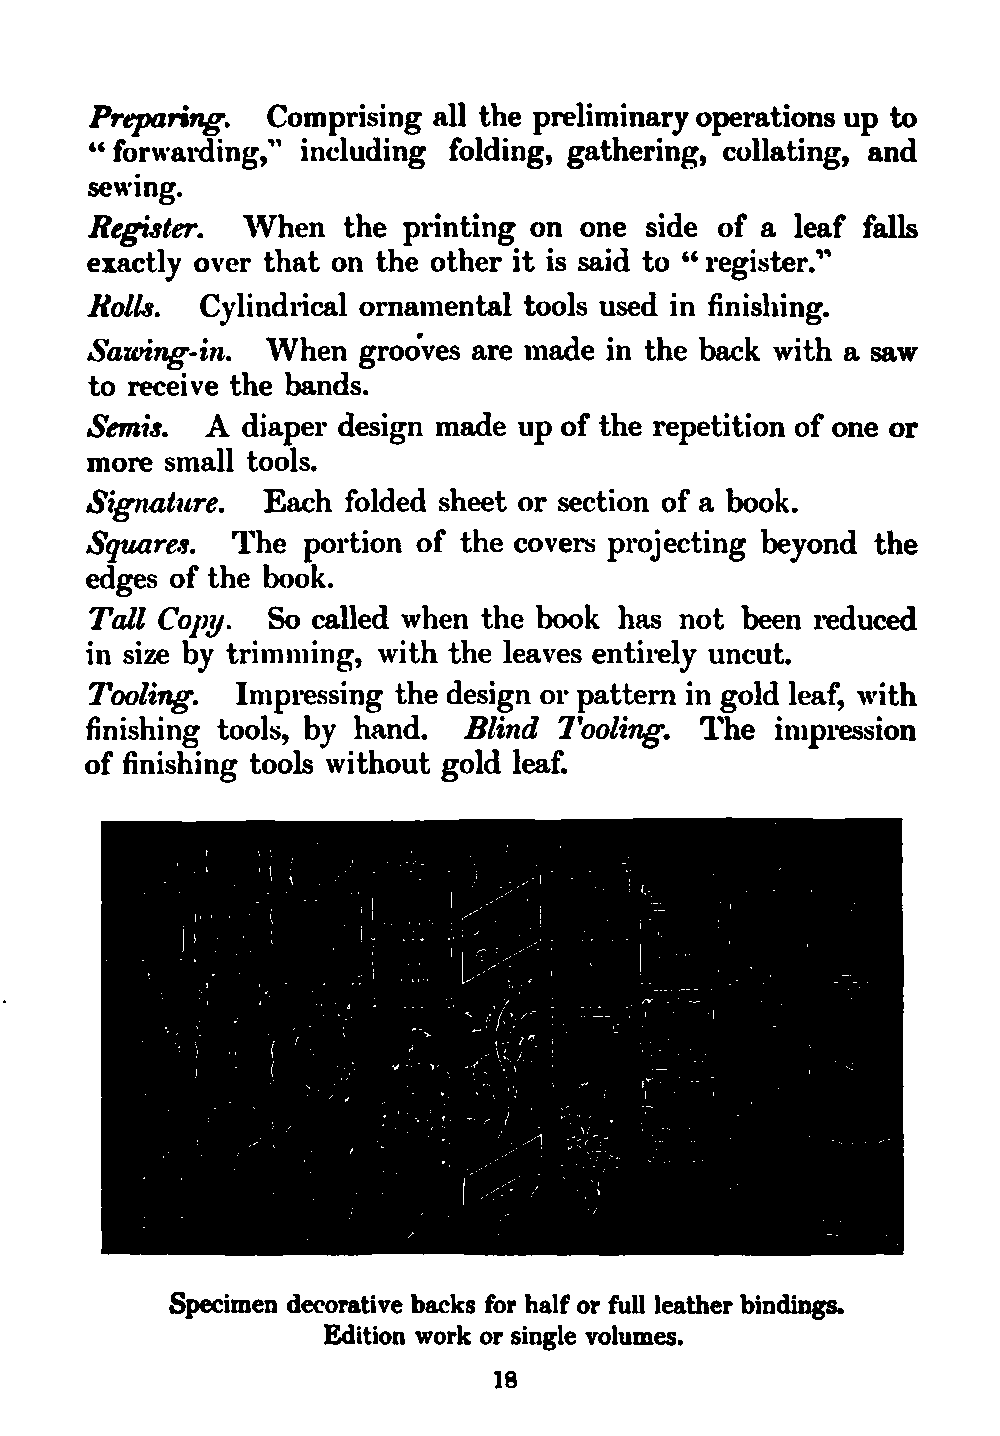 Preparing. Comprising all the preliminary operations up to
“forwarding,” including folding, gathering, collating, and
sewing.
Register. When the printing on one side of a leaf falls
exactly over that on the other it is said to “register.”
Rolls. Cylindrical ornamental tools used in finishing.
Sawing-in. When grooves are made in the back with a saw
to receive the bands.
Semis. A diaper design made up of the repetition of one or
more small tools.
Signature. Each folded sheet or section of a book.
Squares. The portion of the covers projecting beyond the
edges of the book.
Tall Copy. So called when the book has not been reduced
in size by trimming, with the leaves entirely uncut.
Tooling. Impressing the design or pattern in gold leaf, with
finishing tools, by hand. Blind Tooling. The impression
of finishing tools without gold leaf.
Specimen decorative backs for half or full leather bindings.
Edition work or single volumes.
18